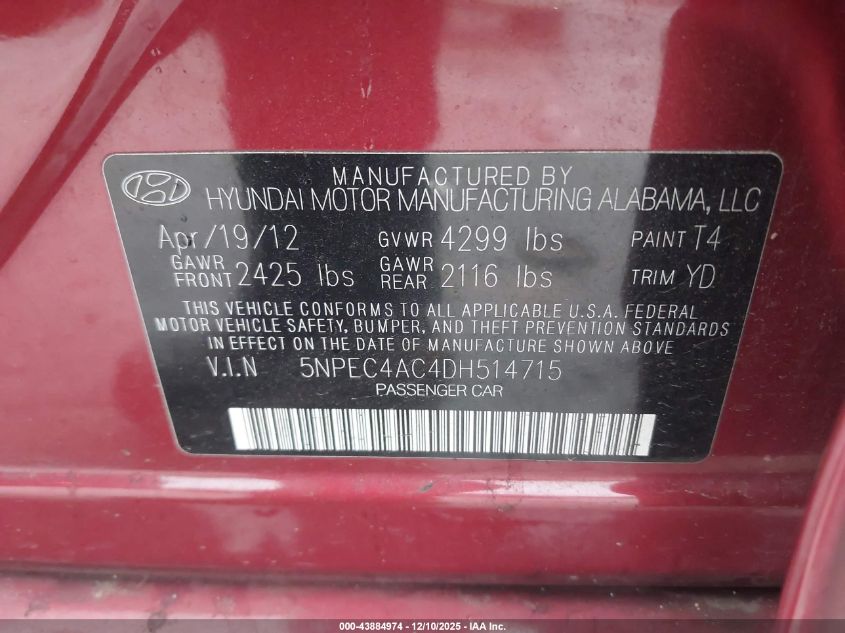 MANUFACTURED BY
HYUNDAI MOTOR MANUFACTURING ALABAMA, LLC
Apr/19/12 GVWR 4299 lbs PAINT T4
GAWR FRONT 2425 lbs GAWR REAR 2116 lbs TRIM YD
THIS VEHICLE CONFORMS TO ALL APPLICABLE U.S.A. FEDERAL
MOTOR VEHICLE SAFETY, BUMPER, AND THEFT PREVENTION STANDARDS
IN EFFECT ON THE DATE OF MANUFACTURE SHOWN ABOVE
V.I.N 5NPEC4AC4DH514715
PASSENGER CAR
000-43884974 - 12/10/2025 - IAA Inc.